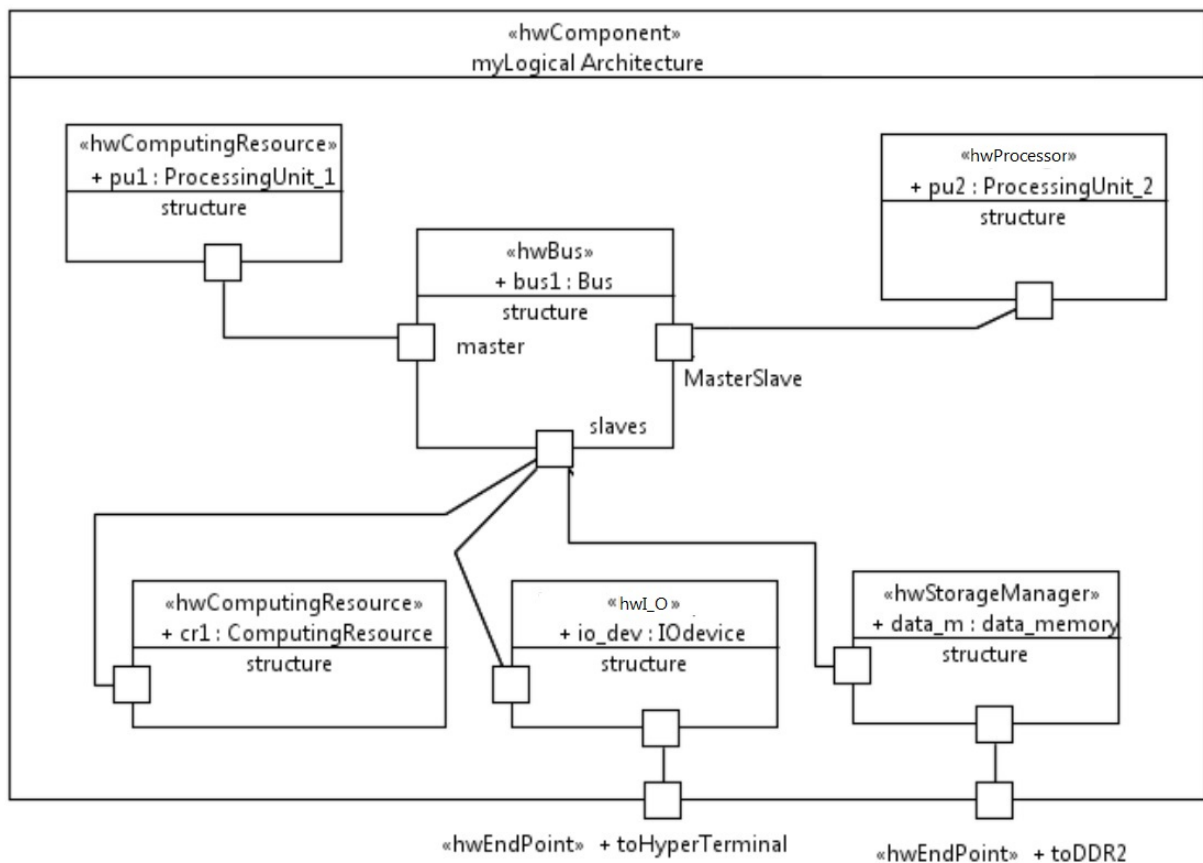 «hwComponent»
myLogical Architecture
«hwComputingResource»
+ pu1 : ProcessingUnit_1
structure
«hwProcessor»
+ pu2 : ProcessingUnit_2
structure
«hwBus»
+ bus1 : Bus
structure
master
MasterSlave
slaves
«hwComputingResource»
+ cr1 : ComputingResource
structure
«hwI_O»
+ io_dev : IOdevice
structure
«hwStorageManager»
+ data_m : data_memory
structure
«hwEndPoint» + toHyperTerminal
«hwEndPoint» + toDDR2